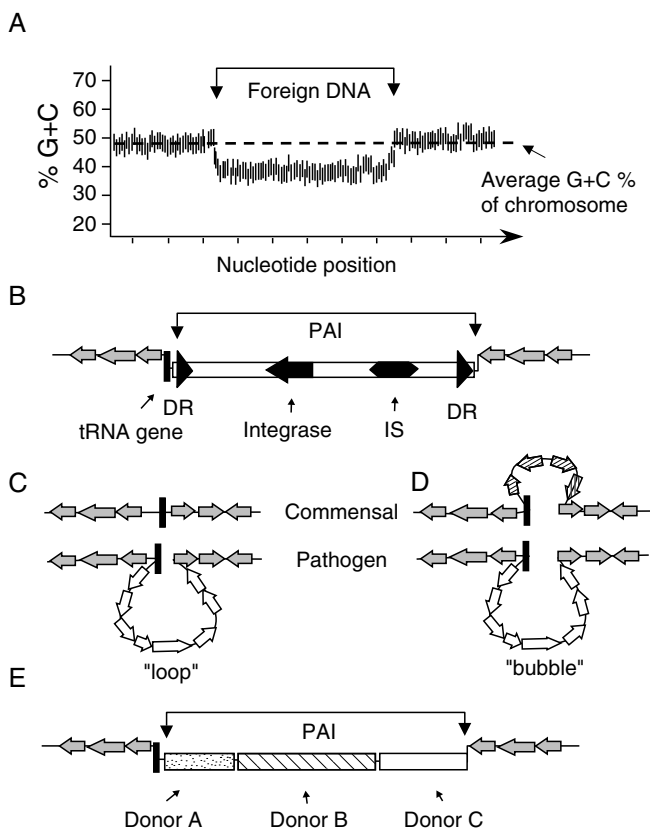 A
Foreign DNA
% G+C
70
60
50
40
30
20
Average G+C %
of chromosome
Nucleotide position
B
PAI
tRNA gene
DR
Integrase
IS
DR
C
D
Commensal
Pathogen
"loop"
"bubble"
E
PAI
Donor A
Donor B
Donor C